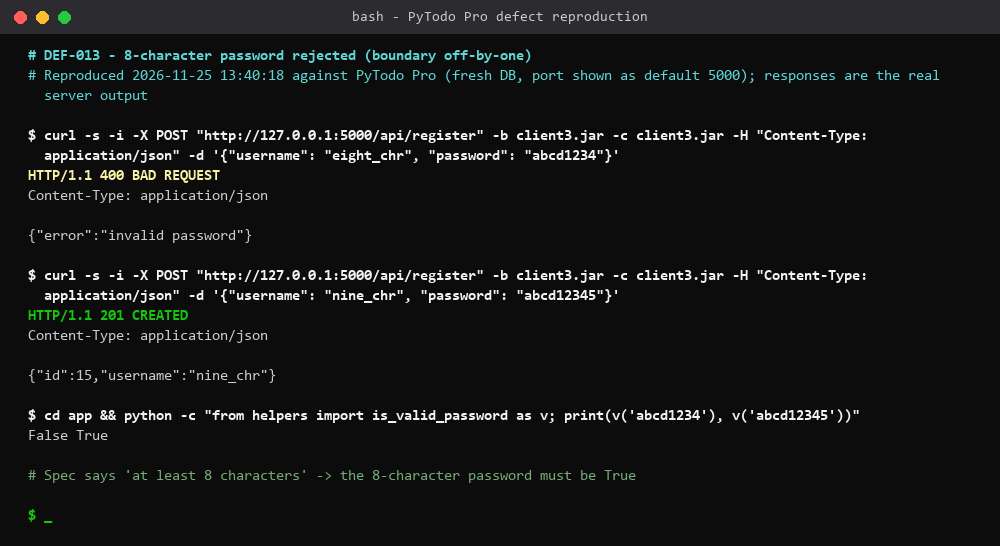 bash - PyTodo Pro defect reproduction
# DEF-013 - 8-character password rejected (boundary off-by-one)
# Reproduced 2026-11-25 13:40:18 against PyTodo Pro (fresh DB, port shown as default 5000); responses are the real
server output
$ curl -s -i -X POST "http://127.0.0.1:5000/api/register" -b client3.jar -c client3.jar -H "Content-Type:
application/json" -d '{"username": "eight_chr", "password": "abcd1234"}'
HTTP/1.1 400 BAD REQUEST
Content-Type: application/json
{"error":"invalid password"}
$ curl -s -i -X POST "http://127.0.0.1:5000/api/register" -b client3.jar -c client3.jar -H "Content-Type:
application/json" -d '{"username": "nine_chr", "password": "abcd12345"}'
HTTP/1.1 201 CREATED
Content-Type: application/json
{"id":15,"username":"nine_chr"}
$ cd app && python -c "from helpers import is_valid_password as v; print(v('abcd1234'), v('abcd12345'))"
False True
# Spec says 'at least 8 characters' -> the 8-character password must be True
$ _